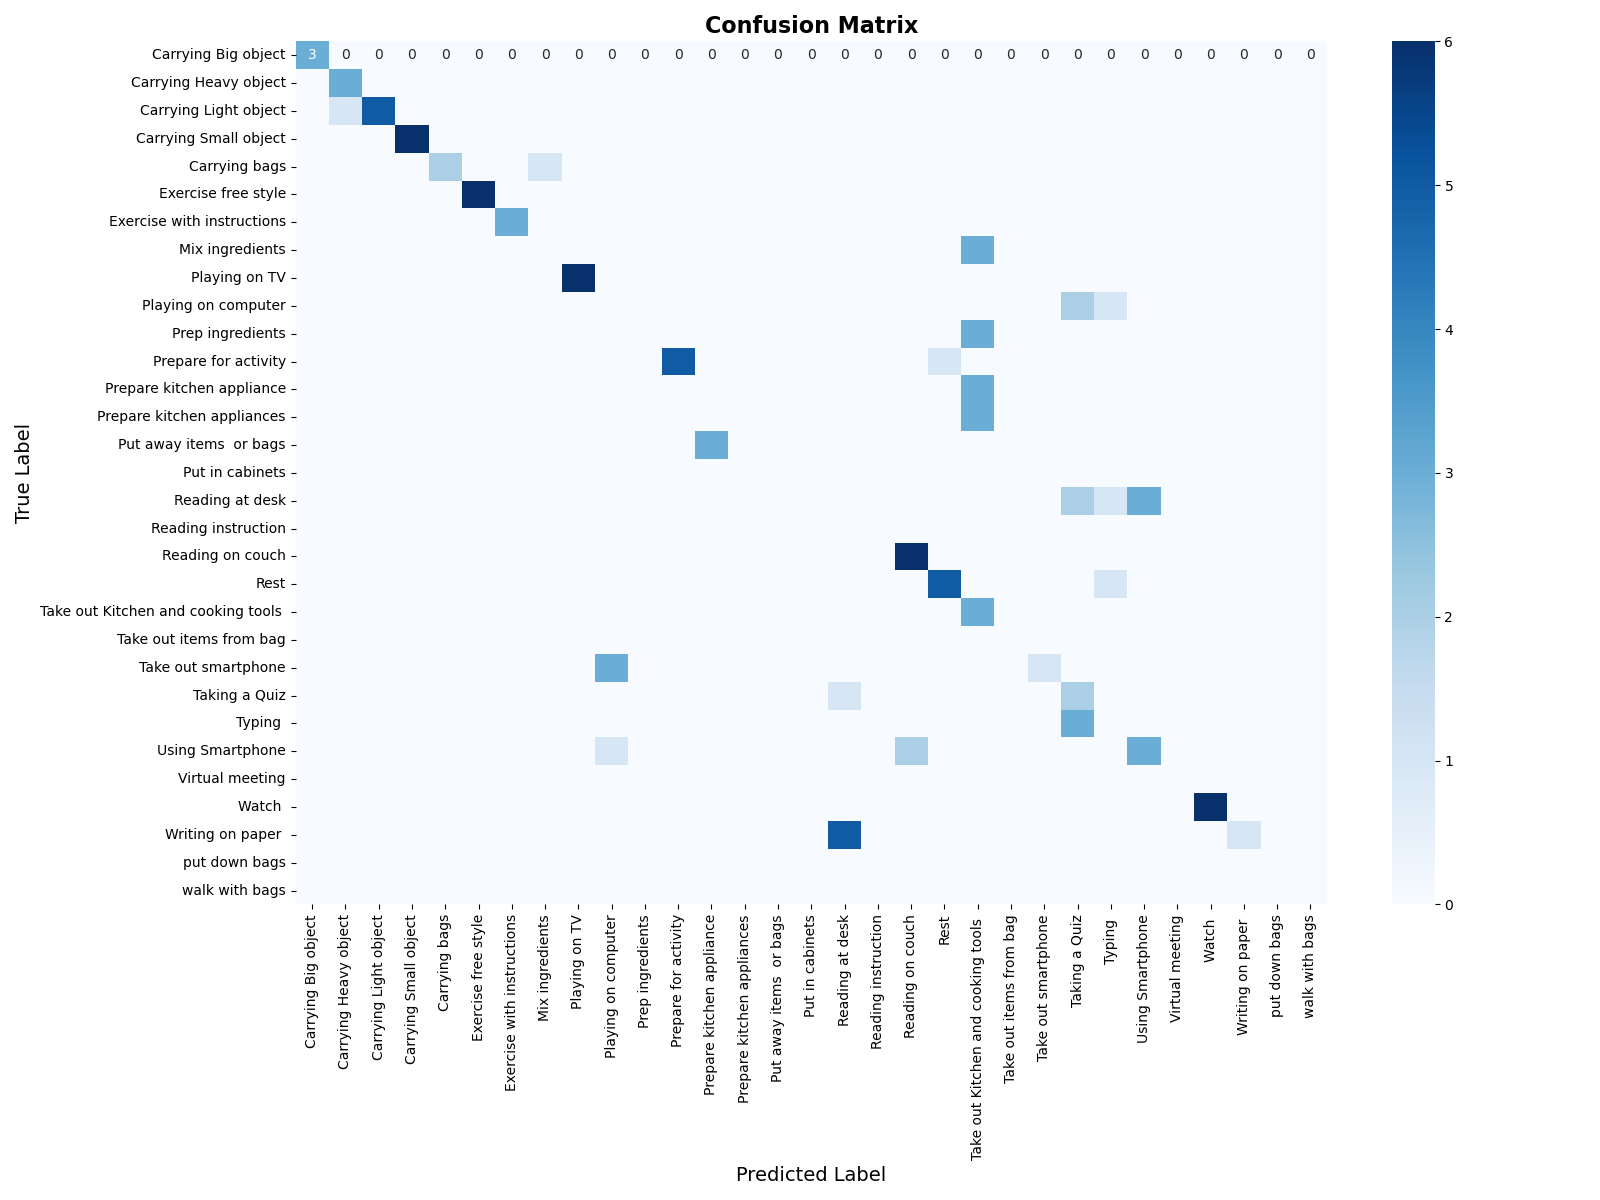 Confusion Matrix
True Label
Carrying Big object 3 0 0 0 0 0 0 0 0 0 0 0 0 0 0 0 0 0 0 0 0 0 0 0 0 0 0 0 0 0 0
Carrying Heavy object
Carrying Light object
Carrying Small object
Carrying bags
Exercise free style
Exercise with instructions
Mix ingredients
Playing on TV
Playing on computer
Prep ingredients
Prepare for activity
Prepare kitchen appliance
Prepare kitchen appliances
Put away items  or bags
Put in cabinets
Reading at desk
Reading instruction
Reading on couch
Rest
Take out Kitchen and cooking tools
Take out items from bag
Take out smartphone
Taking a Quiz
Typing
Using Smartphone
Virtual meeting
Watch
Writing on paper
put down bags
walk with bags
Carrying Big object
Carrying Heavy object
Carrying Light object
Carrying Small object
Carrying bags
Exercise free style
Exercise with instructions
Mix ingredients
Playing on TV
Playing on computer
Prep ingredients
Prepare for activity
Prepare kitchen appliance
Prepare kitchen appliances
Put away items  or bags
Put in cabinets
Reading at desk
Reading instruction
Reading on couch
Rest
Take out Kitchen and cooking tools
Take out items from bag
Take out smartphone
Taking a Quiz
Typing
Using Smartphone
Virtual meeting
Watch
Writing on paper
put down bags
walk with bags
Predicted Label
6
5
4
3
2
1
0